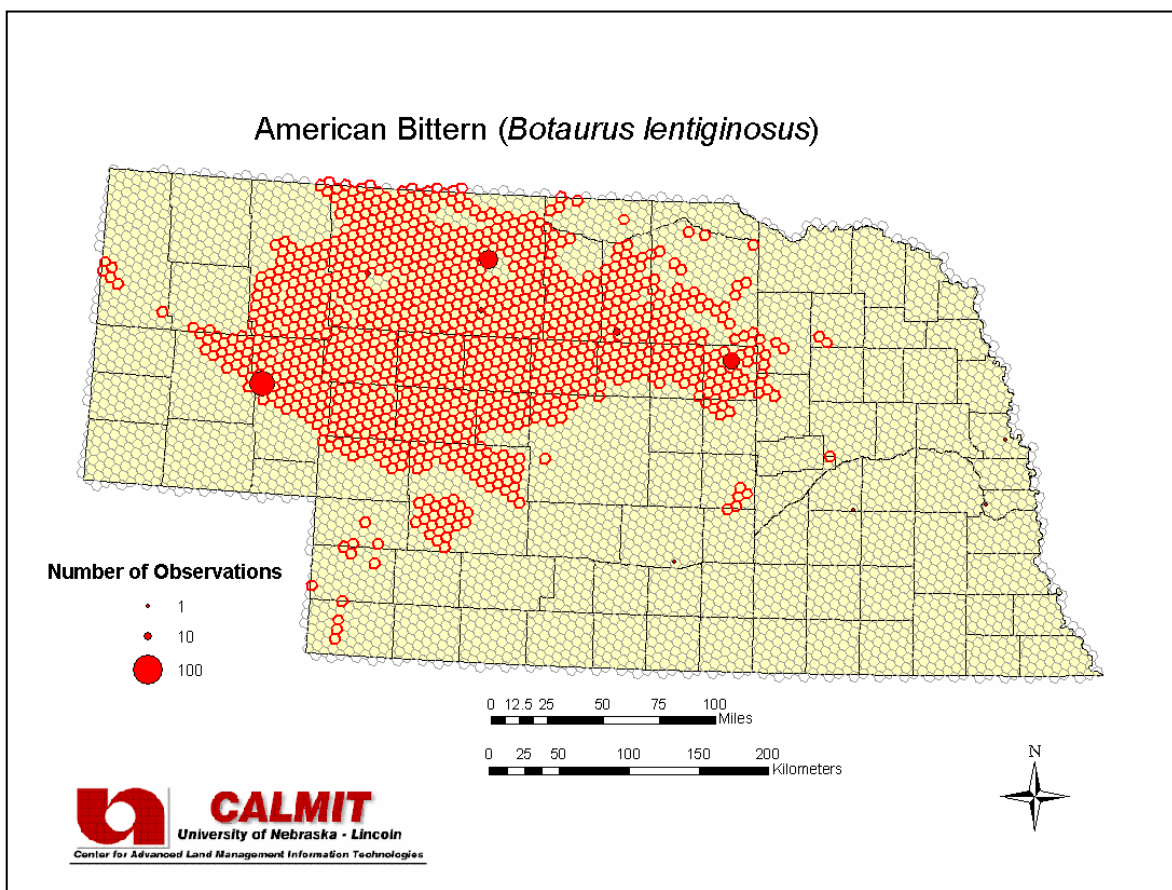 American Bittern (Botaurus lentiginosus)
Number of Observations
1
10
100
0 12.5 25 50 75 100
Miles
0 25 50 100 150 200
Kilometers
N
CALMIT
University of Nebraska - Lincoln
Center for Advanced Land Management Information Technologies